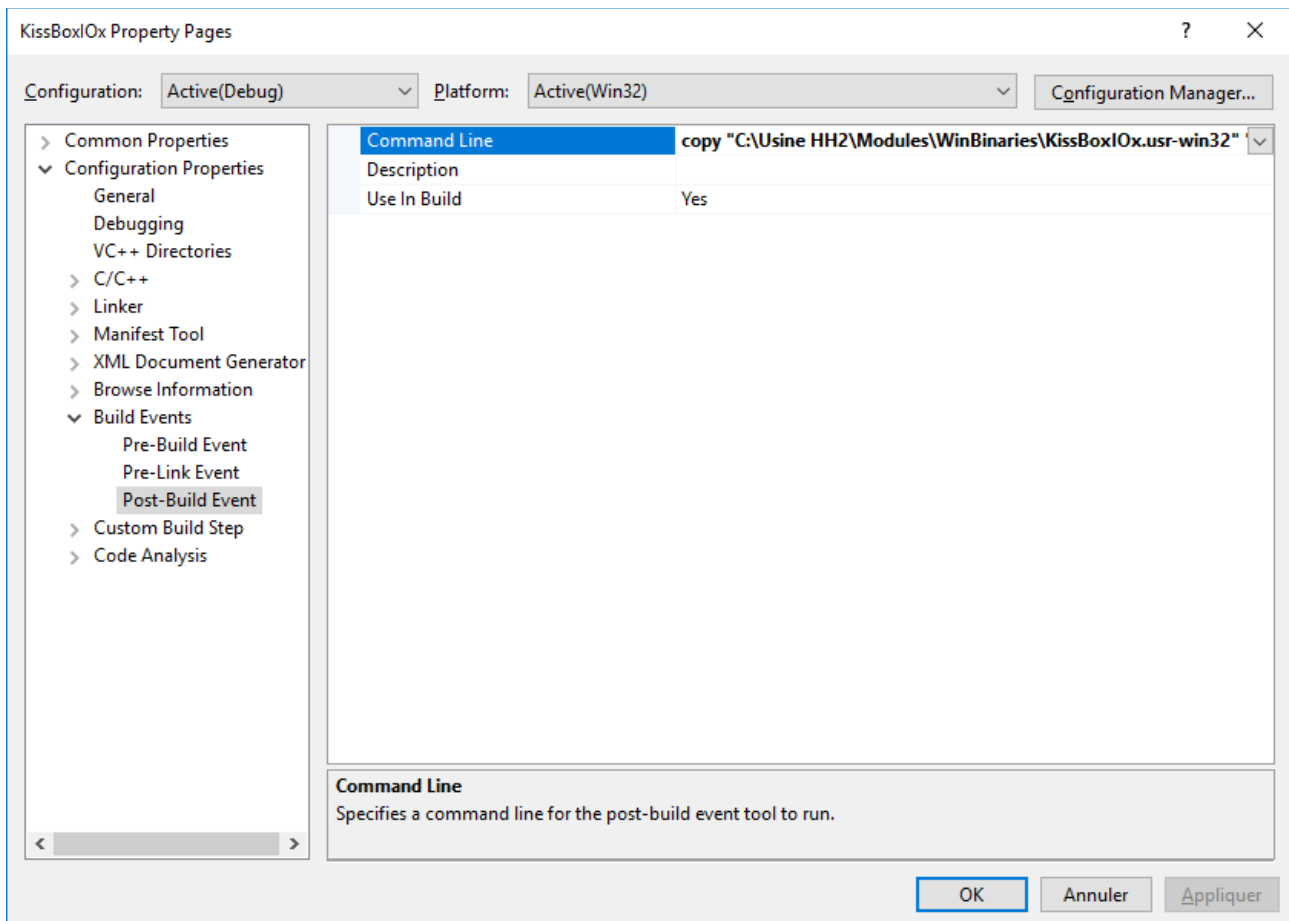 KissBoxIOx Property Pages
? ×
Configuration: Active(Debug) Platform: Active(Win32) Configuration Manager...
Common Properties
Configuration Properties
General
Debugging
VC++ Directories
C/C++
Linker
Manifest Tool
XML Document Generator
Browse Information
Build Events
Pre-Build Event
Pre-Link Event
Post-Build Event
Custom Build Step
Code Analysis
Command Line copy "C:\Usine HH2\Modules\WinBinaries\KissBoxIOx.usr-win32" "
Description
Use In Build Yes
Command Line
Specifies a command line for the post-build event tool to run.
OK Annuler Appliquer